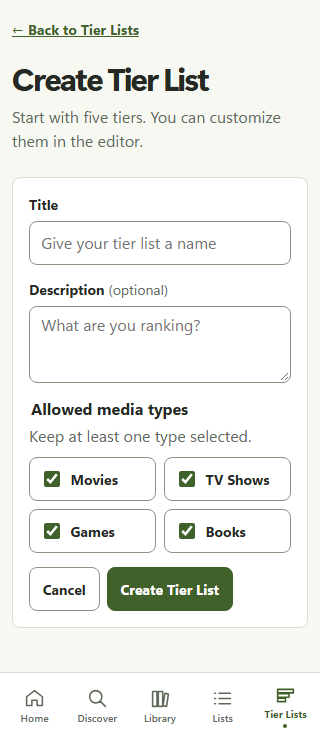 ← Back to Tier Lists
Create Tier List
Start with five tiers. You can customize
them in the editor.
Title
Give your tier list a name
Description (optional)
What are you ranking?
Allowed media types
Keep at least one type selected.
Movies
TV Shows
Games
Books
Cancel
Create Tier List
Home
Discover
Library
Lists
Tier Lists